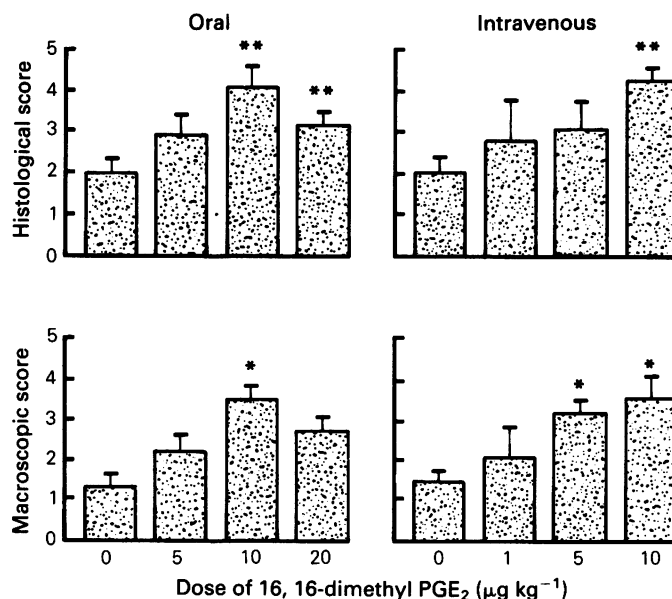 Oral
Intravenous
Histological score
5
4
3
2
1
0
**
**
**
Macroscopic score
5
4
3
2
1
0
*
*
*
0 5 10 20
0 1 5 10
Dose of 16, 16-dimethyl PGE₂ (μg kg⁻¹)